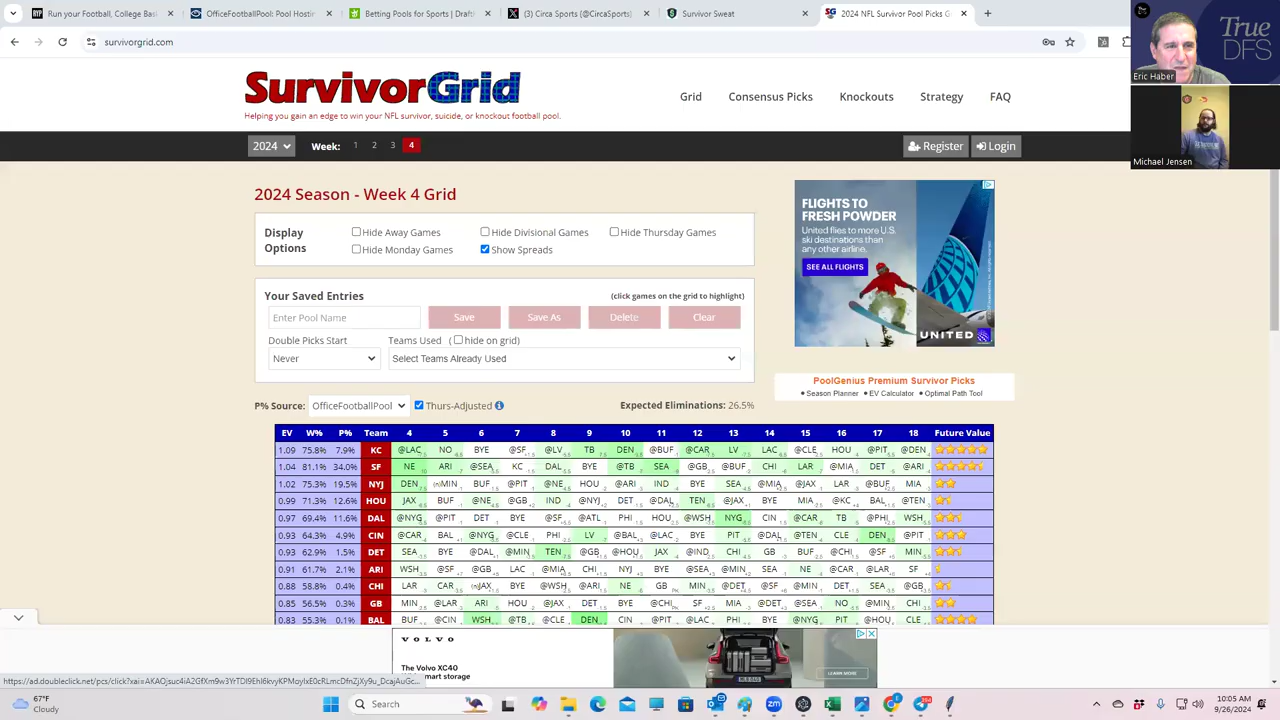 Run your Football, College Bas
OfficeFootballPool: Pool Hostin
Betting Pools for Sports | Draft
(3) Circa Sports (@CircaSports)
Survivor Sweat
2024 NFL Survivor Pool Picks G
survivorgrid.com
True DFS
Eric Haber
Michael Jensen
SurvivorGrid
Helping you gain an edge to win your NFL survivor, suicide, or knockout football pool.
Grid Consensus Picks Knockouts Strategy FAQ
2024 Week: 1 2 3 4 Register Login
2024 Season - Week 4 Grid
Display Options
Hide Away Games Hide Divisional Games Hide Thursday Games
Hide Monday Games Show Spreads
Your Saved Entries (click games on the grid to highlight)
Enter Pool Name Save Save As Delete Clear
Double Picks Start Teams Used ( hide on grid)
Never Select Teams Already Used
P% Source: OfficeFootballPool Thurs-Adjusted Expected Eliminations: 26.5%
FLIGHTS TO FRESH POWDER
United flies to more U.S. ski destinations than any other airline.
SEE ALL FLIGHTS
UNITED
PoolGenius Premium Survivor Picks
• Season Planner • EV Calculator • Optimal Path Tool
EV W% P% Team 4 5 6 7 8 9 10 11 12 13 14 15 16 17 18 Future Value
1.09 75.8% 7.9% KC @LAC NO BYE @SF @LV TB DEN @BUF @CAR LV LAC @CLE HOU @PIT @DEN
1.04 81.1% 34.0% SF NE ARI @SEA KC DAL BYE @TB SEA @GB @BUF CHI LAR @MIA DET @ARI
1.02 75.3% 19.5% NYJ DEN MIN BUF @PIT @NE HOU @ARI IND BYE SEA @MIA @JAX LAR @BUF MIA
0.99 71.3% 12.6% HOU JAX BUF @NE @GB IND @NYJ DET @DAL TEN @JAX BYE MIA @KC BAL @TEN
0.97 69.4% 11.6% DAL @NYG @PIT DET BYE @SF @ATL PHI HOU @WSH NYG CIN @CAR TB @PHI WSH
0.93 64.3% 4.9% CIN @CAR BAL @NYG @CLE PHI LV @BAL @LAC BYE PIT @DAL @TEN CLE DEN @PIT
0.93 62.9% 1.5% DET SEA BYE @DAL @MIN TEN @GB @HOU JAX @IND CHI GB BUF @CHI @SF MIN
0.91 61.7% 2.1% ARI WSH @SF @GB LAC @MIA CHI NYJ BYE @SEA @MIN SEA NE @CAR @LAR SF
0.88 58.8% 0.4% CHI LAR CAR JAX BYE @WSH @ARI NE GB MIN @DET @SF @MIN DET SEA @GB
0.85 56.5% 0.3% GB MIN @LAR ARI HOU @JAX DET BYE @CHI SF MIA @DET @SEA NO @MIN CHI
0.83 55.3% 0.1% BAL BUF @CIN WSH @TB @CLE DEN CIN @PIT @LAC PHI BYE @NYG PIT @HOU CLE
VOLVO
The Volvo XC40
LEARN MORE
67°F
Cloudy
Search
10:05 AM
9/26/2024